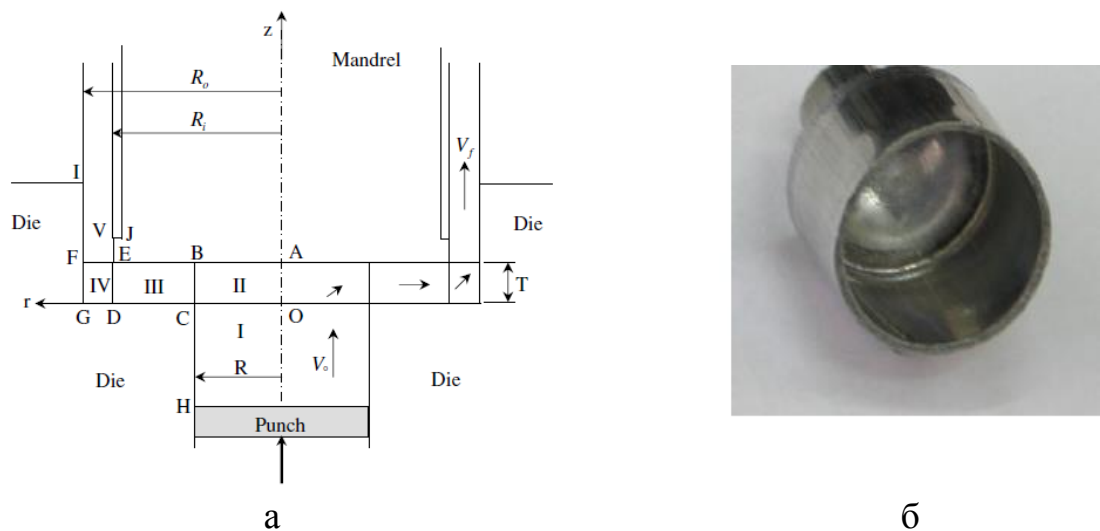 z
Mandrel
R_o
R_i
V_f
I
Die
V J
Die
F E B A
IV III II T
r
G D C O
I
Die R V_o Die
H
Punch
а б